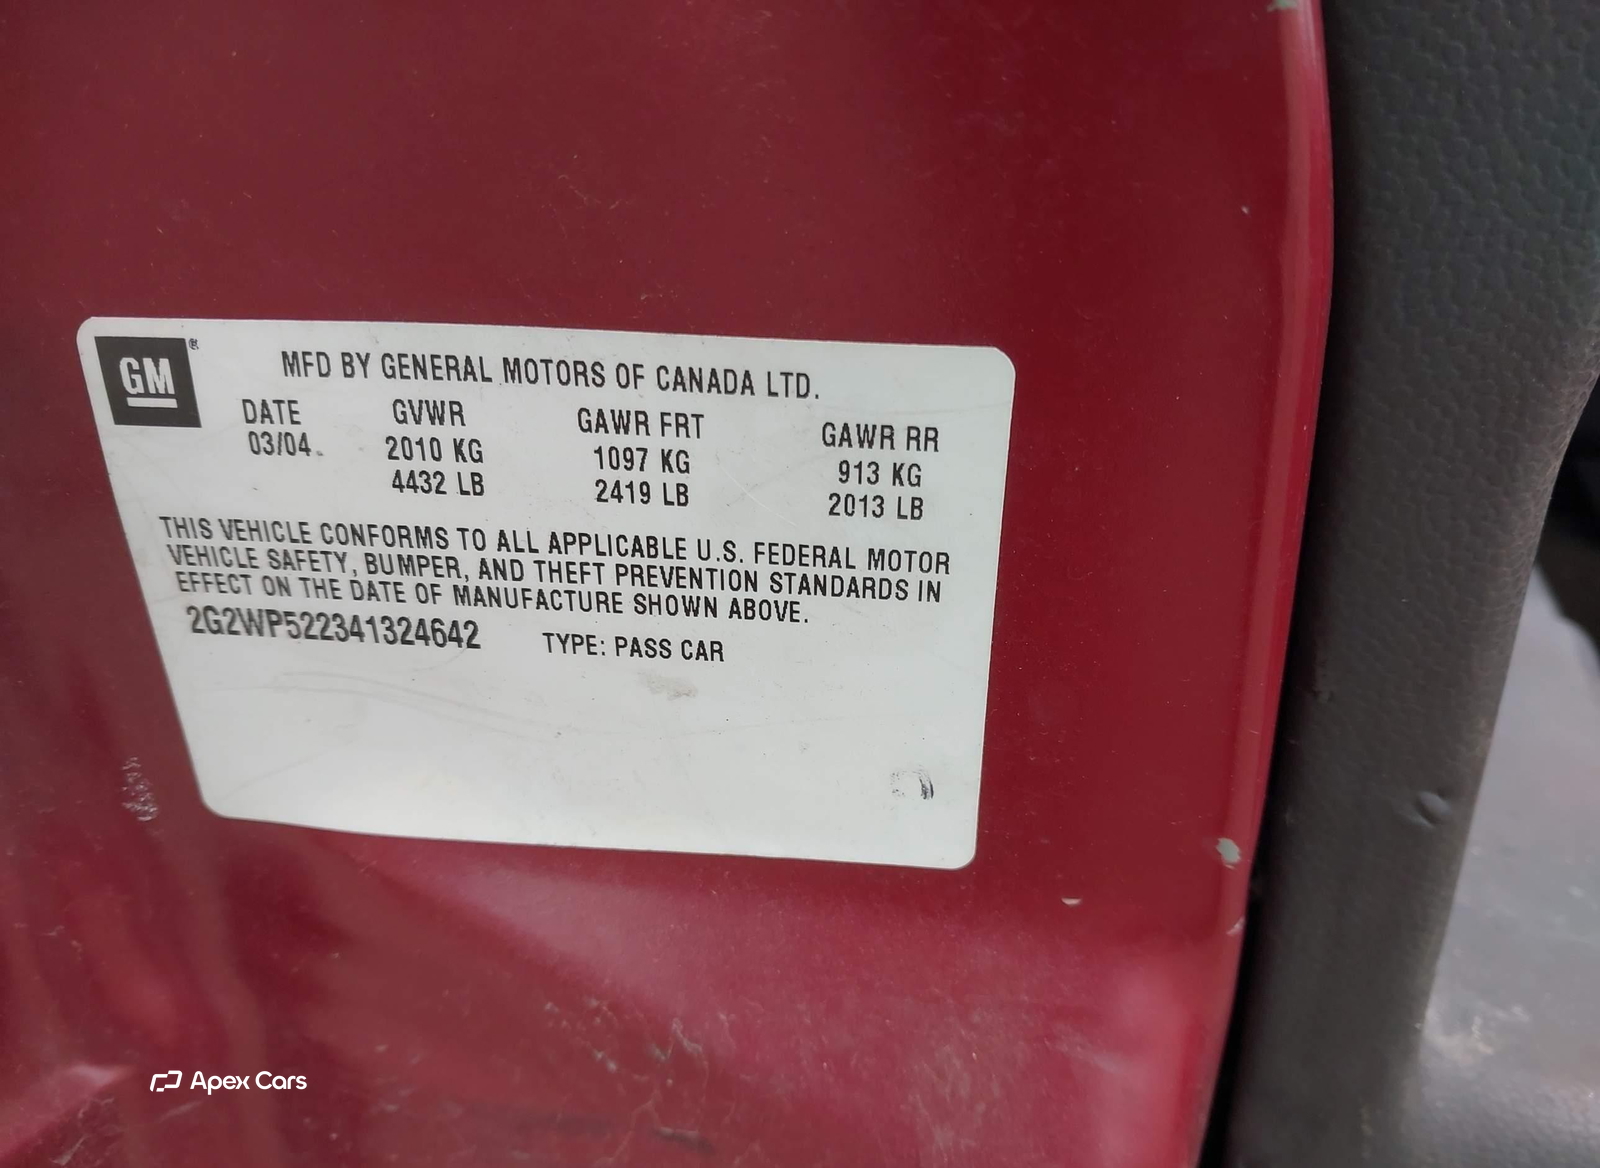 GM®
MFD BY GENERAL MOTORS OF CANADA LTD.
DATE GVWR GAWR FRT GAWR RR
03/04 2010 KG 1097 KG 913 KG
4432 LB 2419 LB 2013 LB
THIS VEHICLE CONFORMS TO ALL APPLICABLE U.S. FEDERAL MOTOR
VEHICLE SAFETY, BUMPER, AND THEFT PREVENTION STANDARDS IN
EFFECT ON THE DATE OF MANUFACTURE SHOWN ABOVE.
2G2WP522341324642 TYPE: PASS CAR
Apex Cars